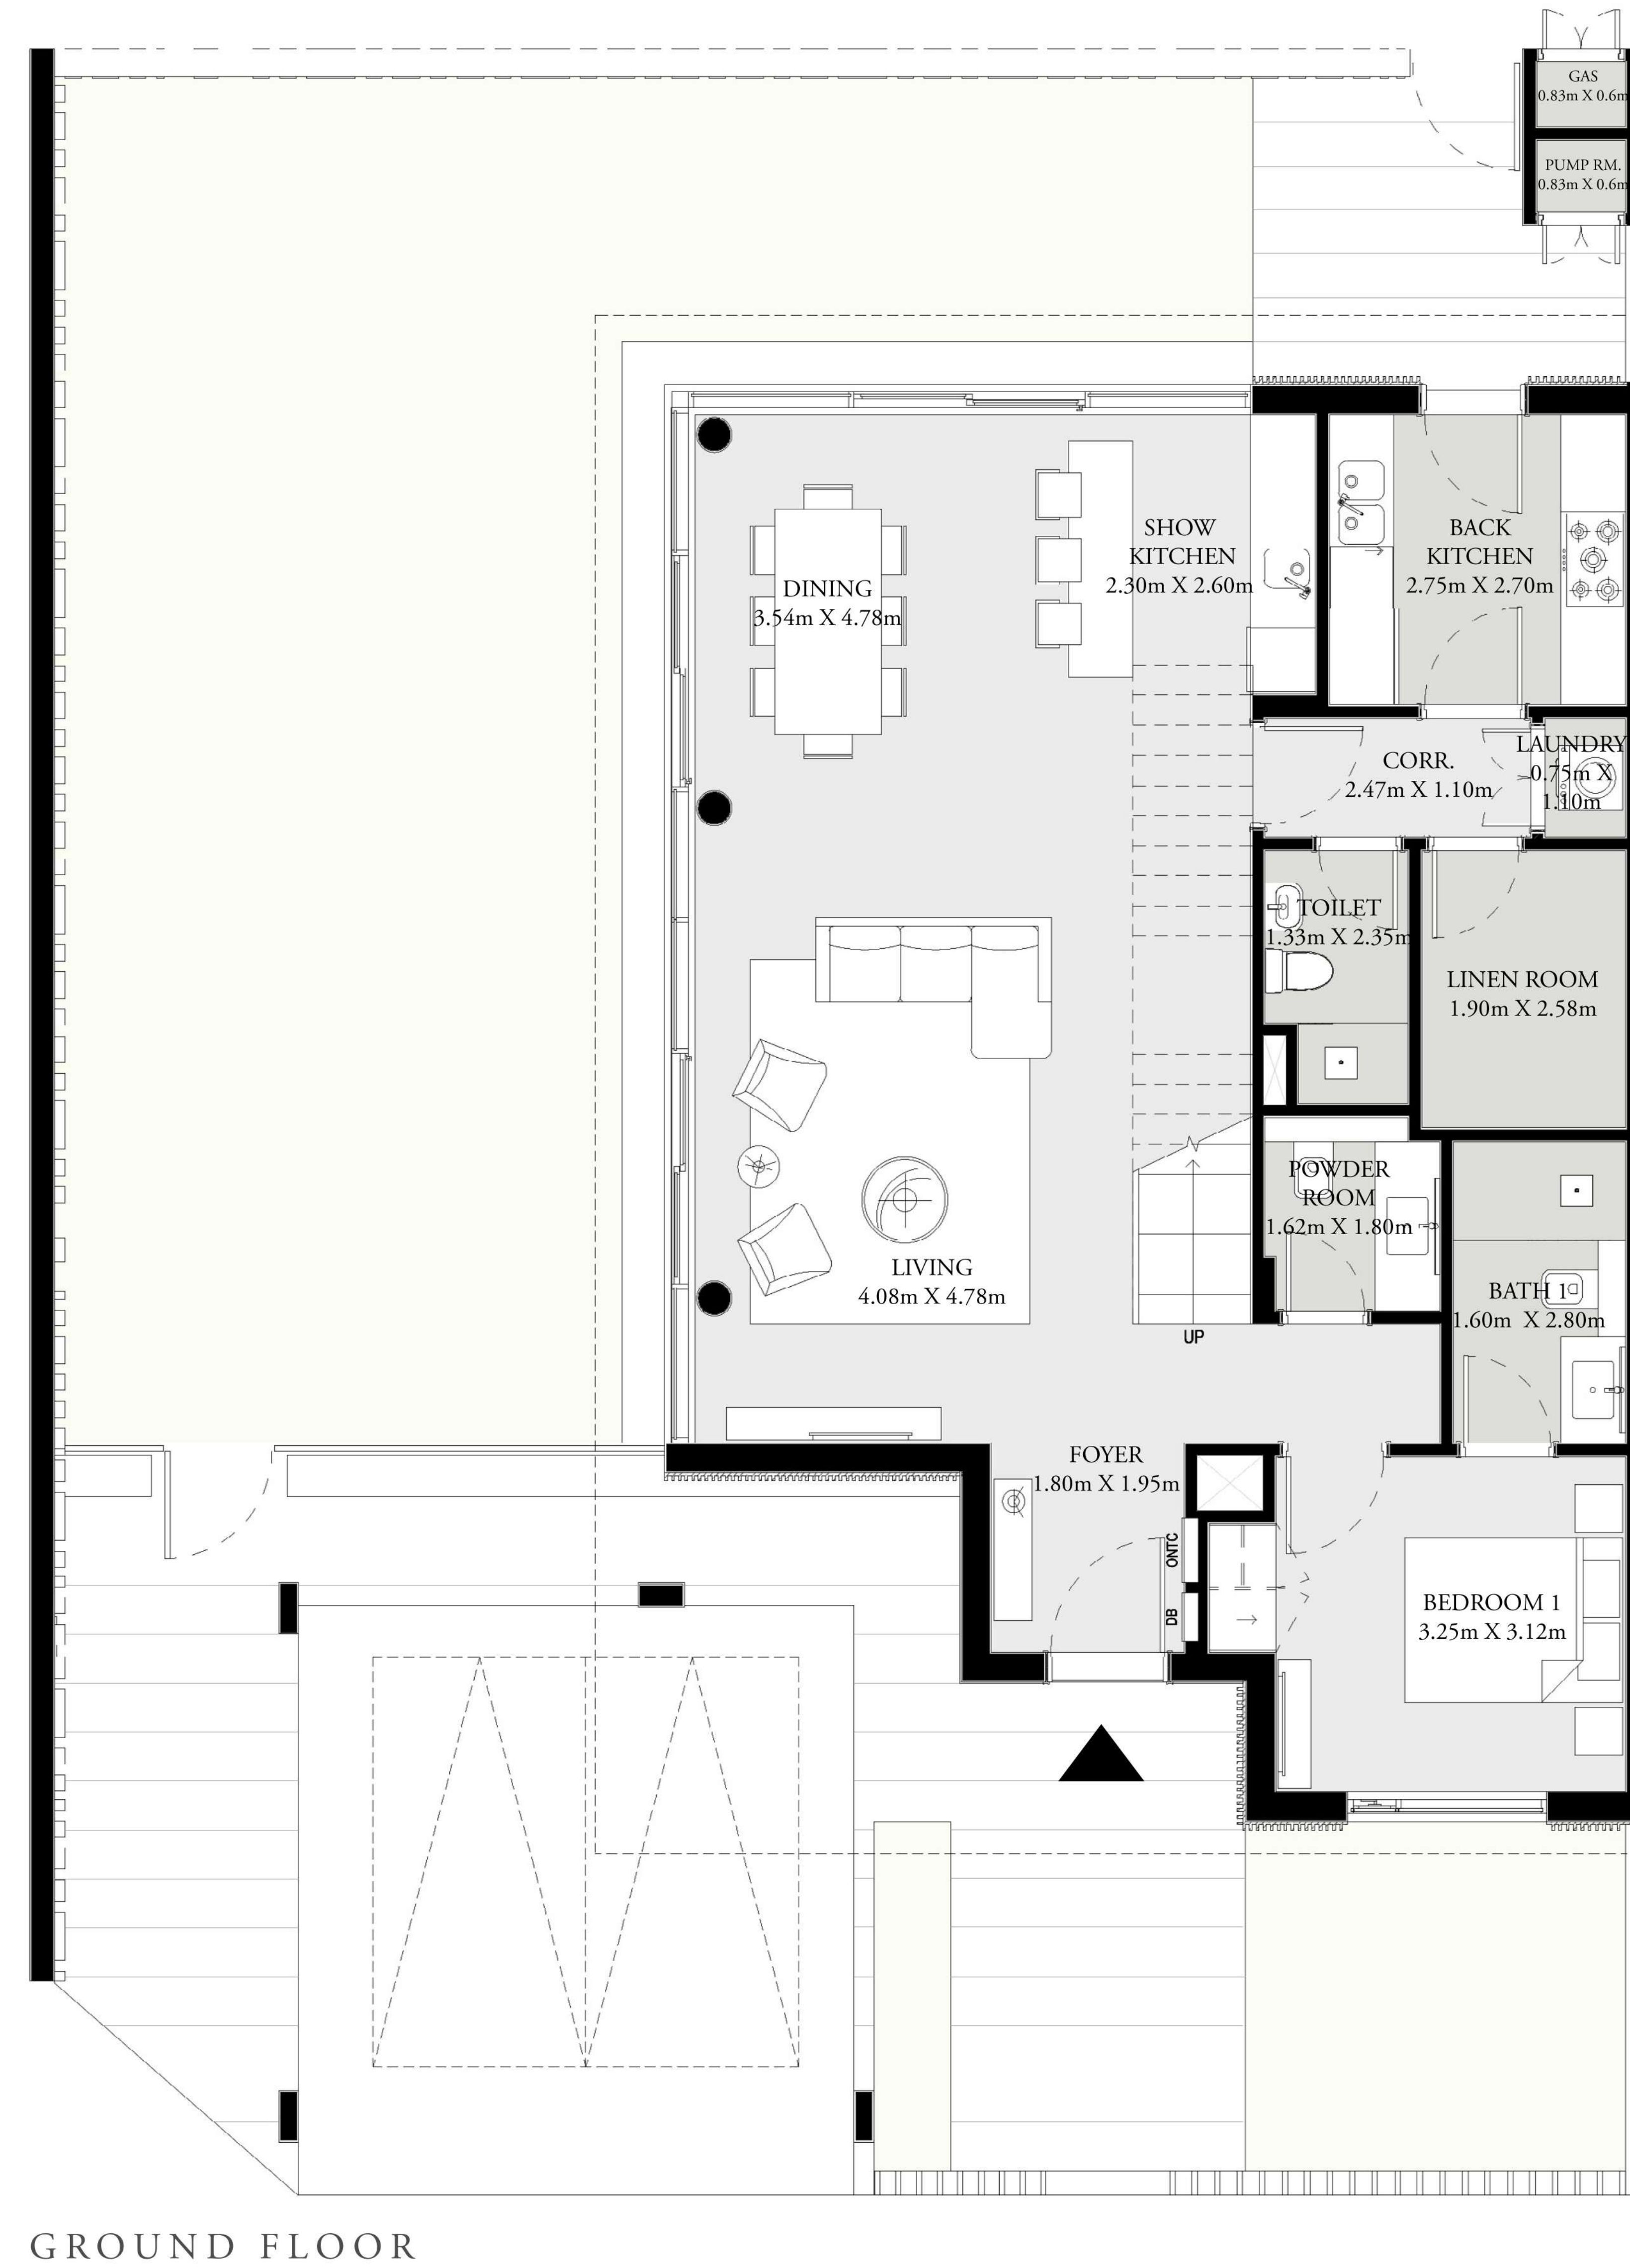 GAS
0.83m X 0.6m
PUMP RM.
0.83m X 0.6m
SHOW
KITCHEN
2.30m X 2.60m
BACK
KITCHEN
2.75m X 2.70m
DINING
3.54m X 4.78m
LAUNDRY
0.75m X
1.10m
CORR.
2.47m X 1.10m
TOILET
1.33m X 2.35m
LINEN ROOM
1.90m X 2.58m
POWDER
ROOM
1.62m X 1.80m
LIVING
4.08m X 4.78m
BATH 1
1.60m X 2.80m
UP
FOYER
1.80m X 1.95m
ONTC
DB
BEDROOM 1
3.25m X 3.12m
GROUND FLOOR